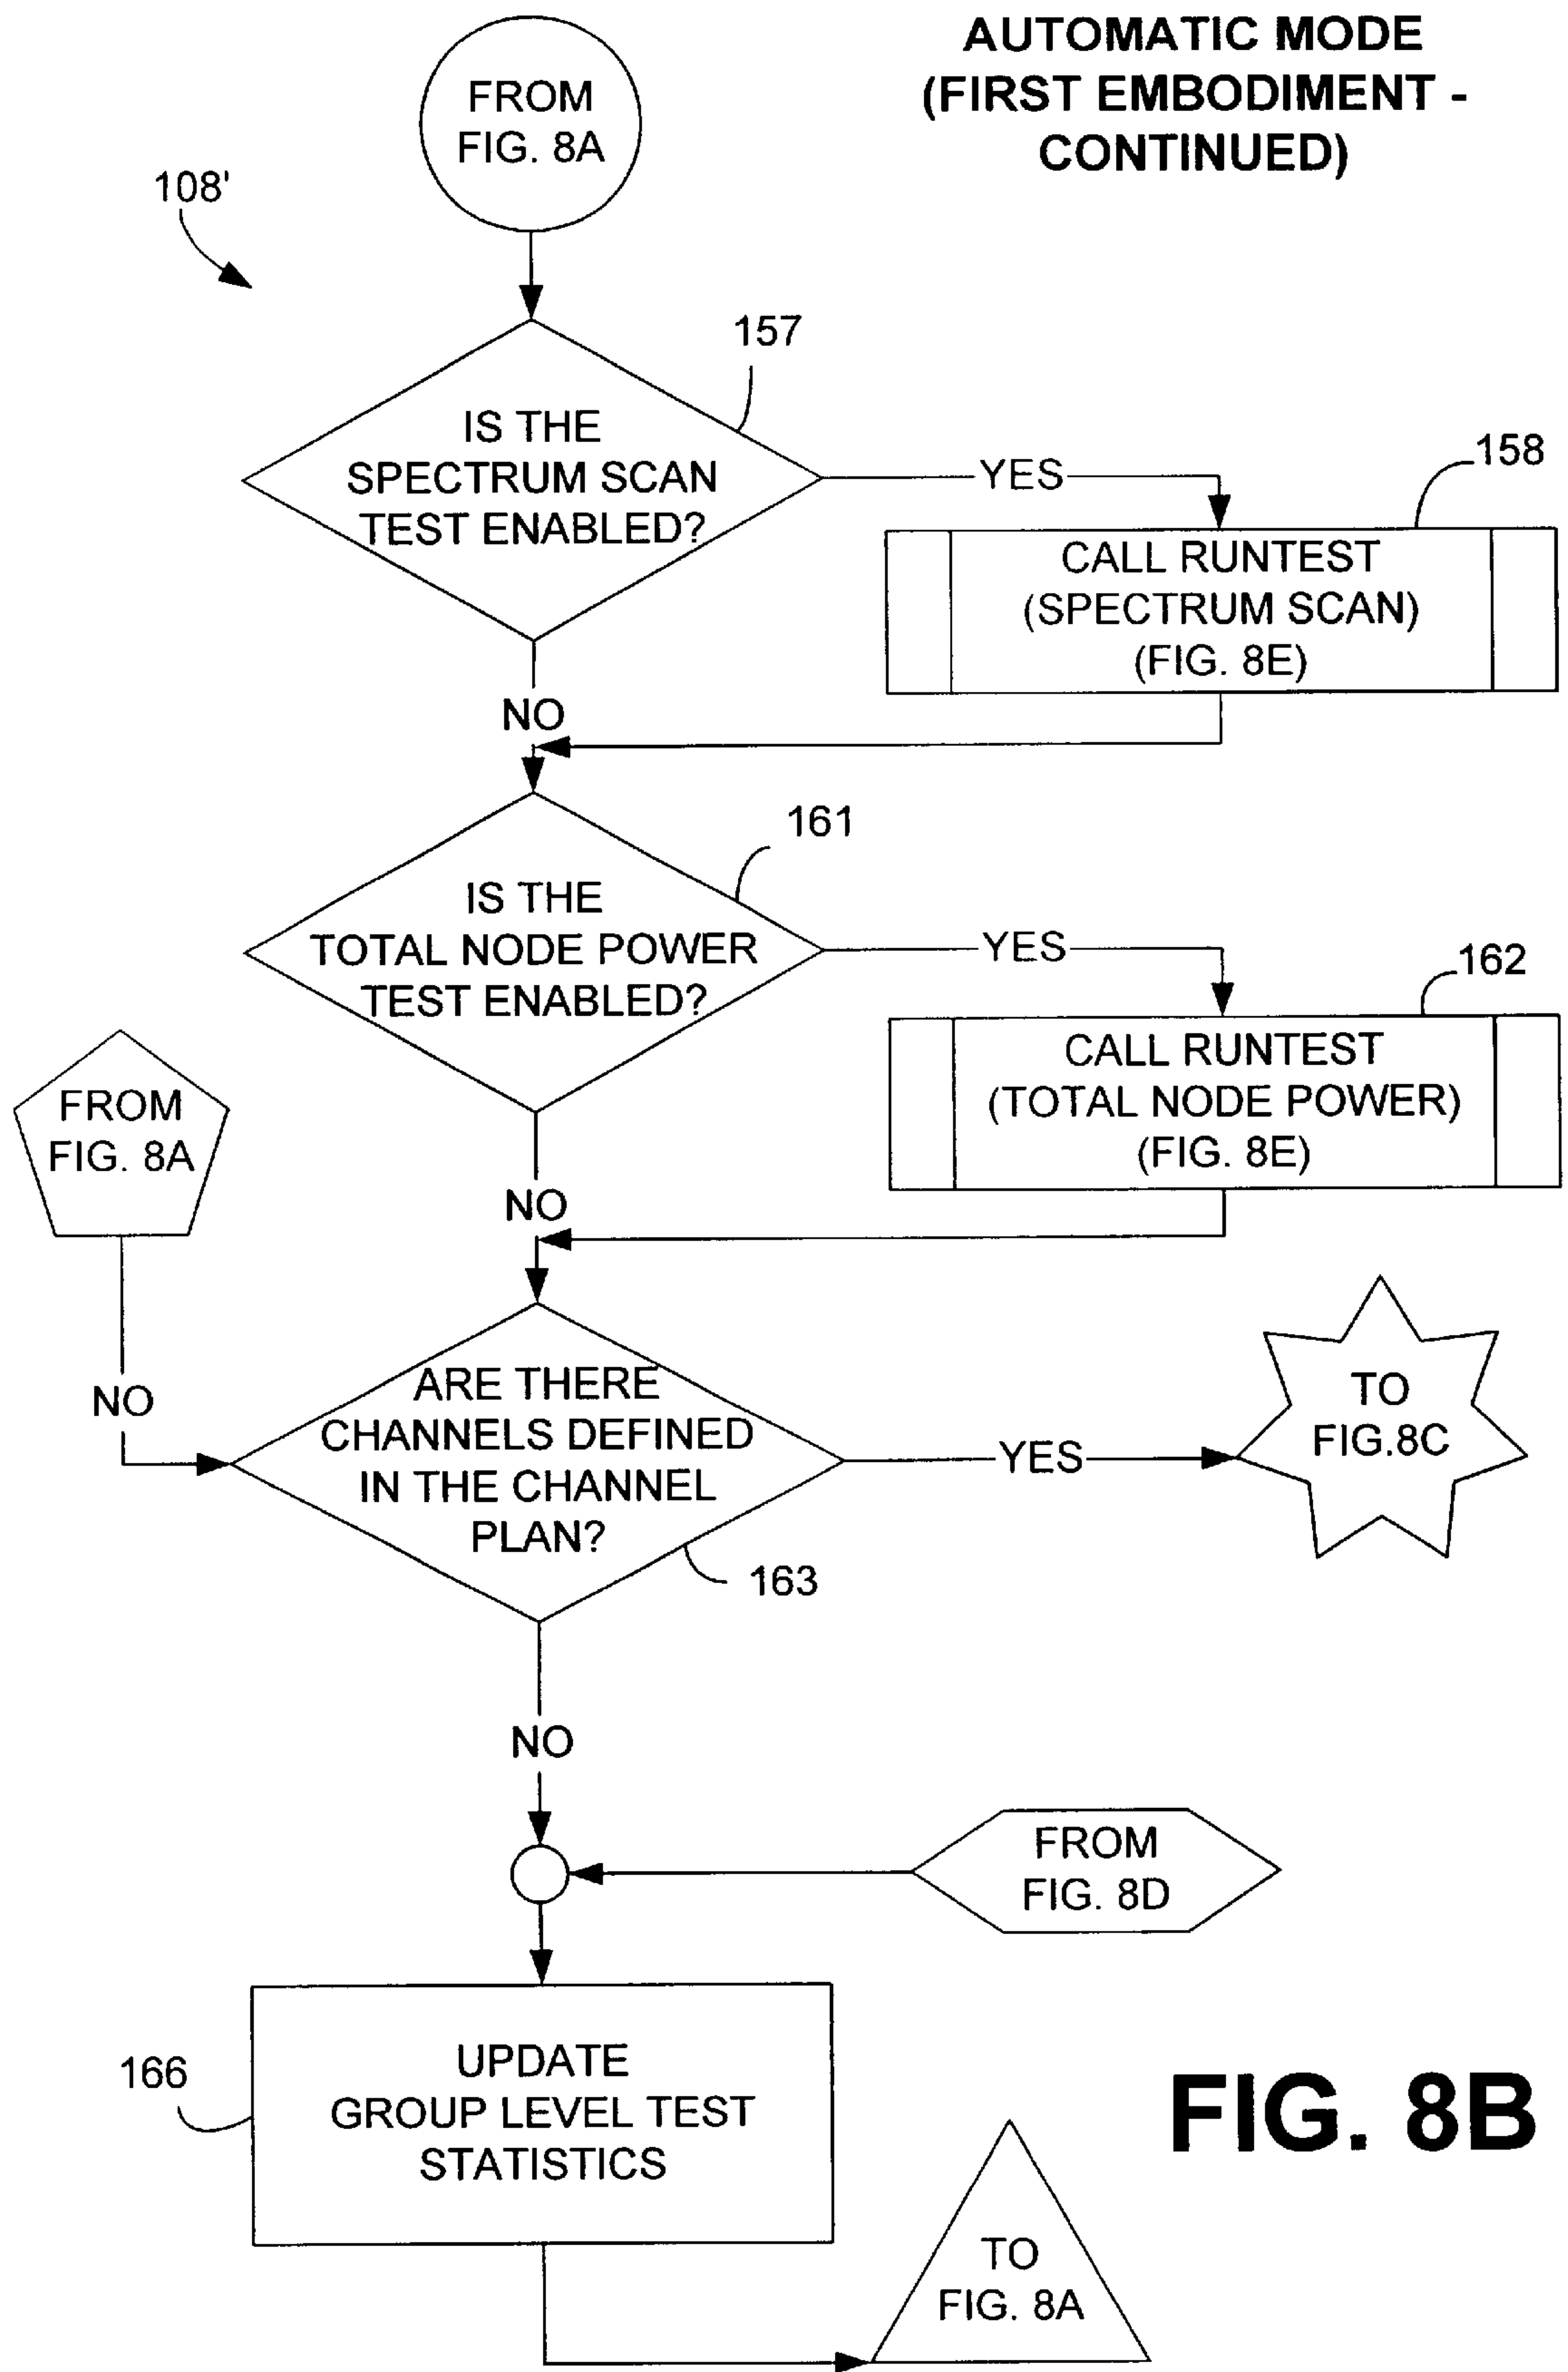 AUTOMATIC MODE
(FIRST EMBODIMENT -
CONTINUED)
FROM
FIG. 8A
108'
157
IS THE
SPECTRUM SCAN
TEST ENABLED?
YES
158
CALL RUNTEST
(SPECTRUM SCAN)
(FIG. 8E)
NO
161
IS THE
TOTAL NODE POWER
TEST ENABLED?
YES
162
CALL RUNTEST
(TOTAL NODE POWER)
(FIG. 8E)
FROM
FIG. 8A
NO
NO
ARE THERE
CHANNELS DEFINED
IN THE CHANNEL
PLAN?
YES
TO
FIG.8C
163
NO
FROM
FIG. 8D
166
UPDATE
GROUP LEVEL TEST
STATISTICS
FIG. 8B
TO
FIG. 8A